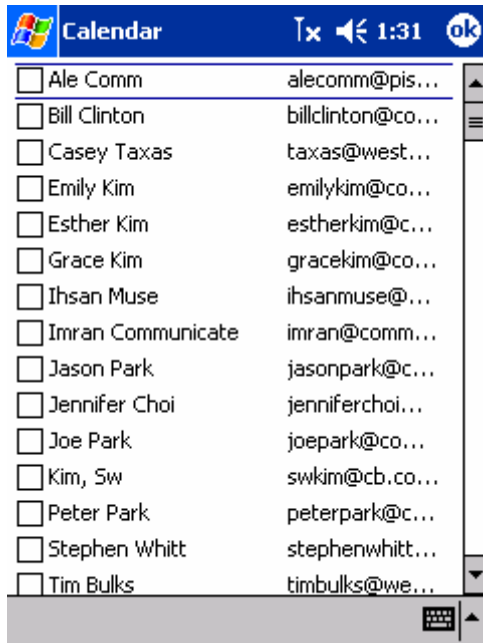 Calendar 1:31 ok
Ale Comm alecomm@pis...
Bill Clinton billclinton@co...
Casey Taxas taxas@west...
Emily Kim emilykim@co...
Esther Kim estherkim@c...
Grace Kim gracekim@co...
Ihsan Muse ihsanmuse@...
Imran Communicate imran@comm...
Jason Park jasonpark@c...
Jennifer Choi jenniferchoi...
Joe Park joepark@co...
Kim, Sw swkim@cb.co...
Peter Park peterpark@c...
Stephen Whitt stephenwhitt...
Tim Bulks timbulks@we...